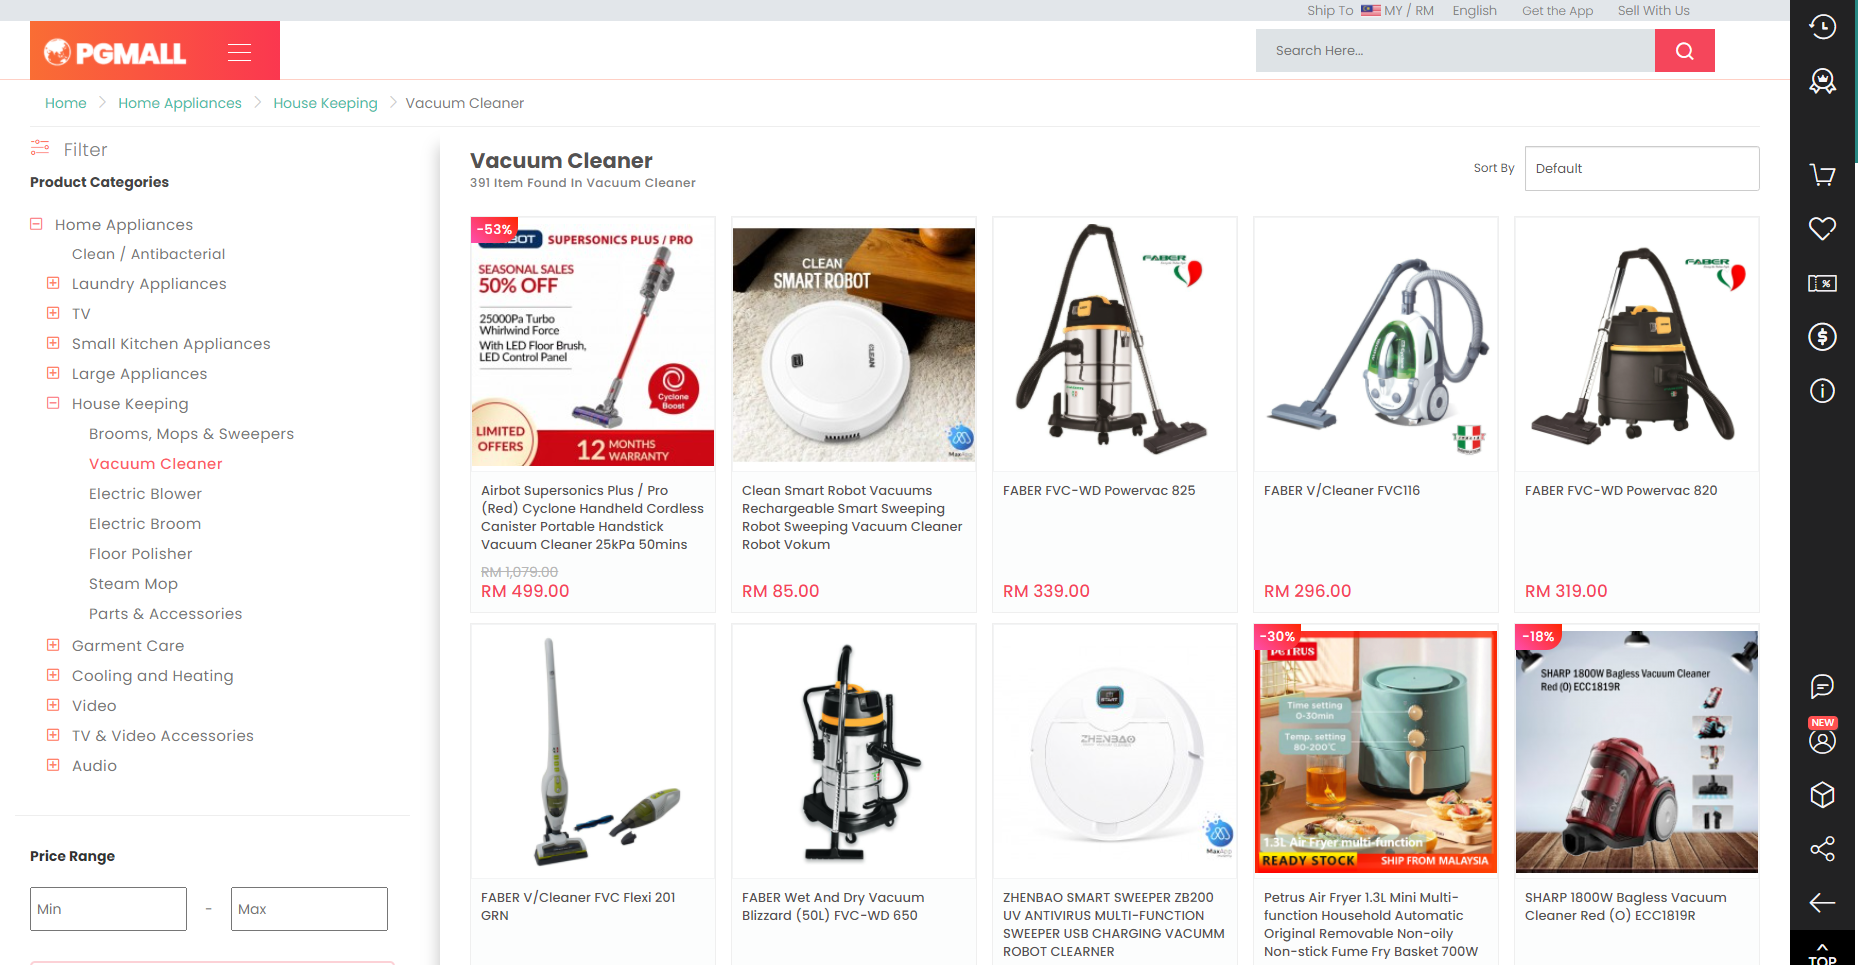 Ship To MY / RM English Get the App Sell With Us
PGMALL
Search Here...
Home > Home Appliances > House Keeping > Vacuum Cleaner
Filter
Product Categories
Home Appliances
Clean / Antibacterial
Laundry Appliances
TV
Small Kitchen Appliances
Large Appliances
House Keeping
Brooms, Mops & Sweepers
Vacuum Cleaner
Electric Blower
Electric Broom
Floor Polisher
Steam Mop
Parts & Accessories
Garment Care
Cooling and Heating
Video
TV & Video Accessories
Audio
Price Range
Min - Max
Vacuum Cleaner
391 Item Found In Vacuum Cleaner
Sort By Default
-53%
SUPERSONICS PLUS / PRO
SEASONAL SALES
50% OFF
25000Pa Turbo
Whirlwind Force
With LED Floor Brush,
LED Control Panel
Cyclone
Boost
LIMITED
OFFERS
12 MONTHS
WARRANTY
Airbot Supersonics Plus / Pro
(Red) Cyclone Handheld Cordless
Canister Portable Handstick
Vacuum Cleaner 25kPa 50mins
RM 1,079.00
RM 499.00
CLEAN
SMART ROBOT
CLEAN
Clean Smart Robot Vacuums
Rechargeable Smart Sweeping
Robot Sweeping Vacuum Cleaner
Robot Vokum
RM 85.00
FABER
FABER FVC-WD Powervac 825
RM 339.00
ITALIA
FABER V/Cleaner FVC116
RM 296.00
FABER
FABER FVC-WD Powervac 820
RM 319.00
FABER V/Cleaner FVC Flexi 201
GRN
FABER Wet And Dry Vacuum
Blizzard (50L) FVC-WD 650
ZHENBAO
ZHENBAO SMART SWEEPER ZB200
UV ANTIVIRUS MULTI-FUNCTION
SWEEPER USB CHARGING VACUMM
ROBOT CLEARNER
-30%
PETRUS
Time setting
0-30min
Temp. setting
80-200℃
1.3L Air Fryer multi-function
READY STOCK SHIP FROM MALAYSIA
Petrus Air Fryer 1.3L Mini Multi-
function Household Automatic
Original Removable Non-oily
Non-stick Fume Fry Basket 700W
-18%
SHARP 1800W Bagless Vacuum Cleaner
Red (O) ECC1819R
SHARP 1800W Bagless Vacuum
Cleaner Red (O) ECC1819R
NEW
TOP